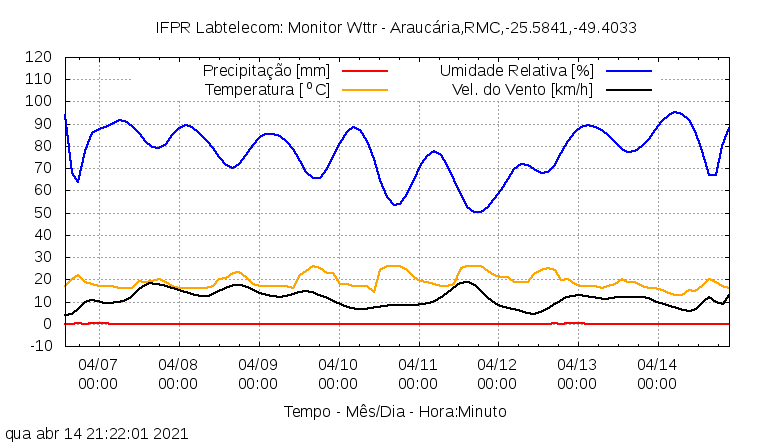 IFPR Labtelecom: Monitor Wttr - Araucária,RMC,-25.5841,-49.4033
Precipitação [mm]
Temperatura [ ⁰C]
Umidade Relativa [%]
Vel. do Vento [km/h]
120
110
100
90
80
70
60
50
40
30
20
10
0
-10
04/07 04/08 04/09 04/10 04/11 04/12 04/13 04/14
00:00 00:00 00:00 00:00 00:00 00:00 00:00 00:00
Tempo - Mês/Dia - Hora:Minuto
qua abr 14 21:22:01 2021